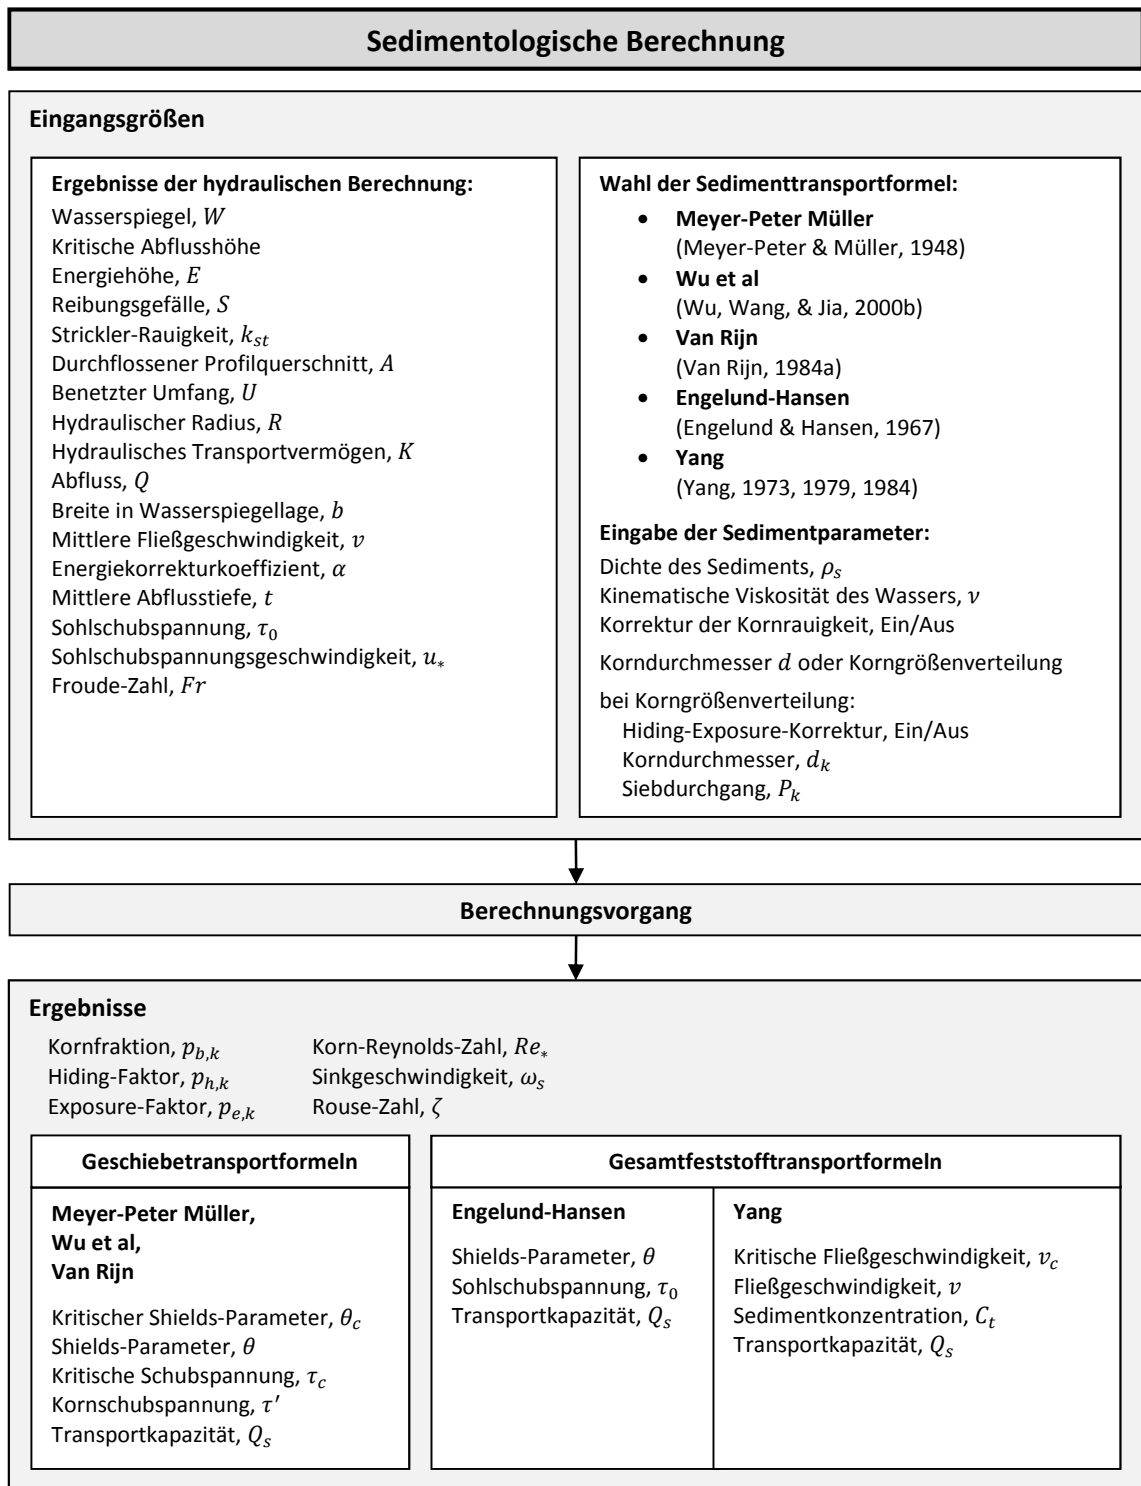 Sedimentologische Berechnung
Eingangsgrößen
Ergebnisse der hydraulischen Berechnung:
Wasserspiegel, W
Kritische Abflusshöhe
Energiehöhe, E
Reibungsgefälle, S
Strickler-Rauigkeit, k_st
Durchflossener Profilquerschnitt, A
Benetzter Umfang, U
Hydraulischer Radius, R
Hydraulisches Transportvermögen, K
Abfluss, Q
Breite in Wasserspiegellage, b
Mittlere Fließgeschwindigkeit, v
Energiekorrekturkoeffizient, α
Mittlere Abflusstiefe, t
Sohlschubspannung, τ_0
Sohlschubspannungsgeschwindigkeit, u_*
Froude-Zahl, Fr
Wahl der Sedimenttransportformel:
• Meyer-Peter Müller
(Meyer-Peter & Müller, 1948)
• Wu et al
(Wu, Wang, & Jia, 2000b)
• Van Rijn
(Van Rijn, 1984a)
• Engelund-Hansen
(Engelund & Hansen, 1967)
• Yang
(Yang, 1973, 1979, 1984)
Eingabe der Sedimentparameter:
Dichte des Sediments, ρ_s
Kinematische Viskosität des Wassers, ν
Korrektur der Kornrauigkeit, Ein/Aus
Korndurchmesser d oder Korngrößenverteilung
bei Korngrößenverteilung:
Hiding-Exposure-Korrektur, Ein/Aus
Korndurchmesser, d_k
Siebdurchgang, P_k
Berechnungsvorgang
Ergebnisse
Kornfraktion, p_b,k
Hiding-Faktor, p_h,k
Exposure-Faktor, p_e,k
Korn-Reynolds-Zahl, Re_*
Sinkgeschwindigkeit, ω_s
Rouse-Zahl, ζ
Geschiebetransportformeln
Meyer-Peter Müller,
Wu et al,
Van Rijn
Kritischer Shields-Parameter, θ_c
Shields-Parameter, θ
Kritische Schubspannung, τ_c
Kornschubspannung, τ′
Transportkapazität, Q_s
Gesamtfeststofftransportformeln
Engelund-Hansen
Shields-Parameter, θ
Sohlschubspannung, τ_0
Transportkapazität, Q_s
Yang
Kritische Fließgeschwindigkeit, v_c
Fließgeschwindigkeit, v
Sedimentkonzentration, C_t
Transportkapazität, Q_s